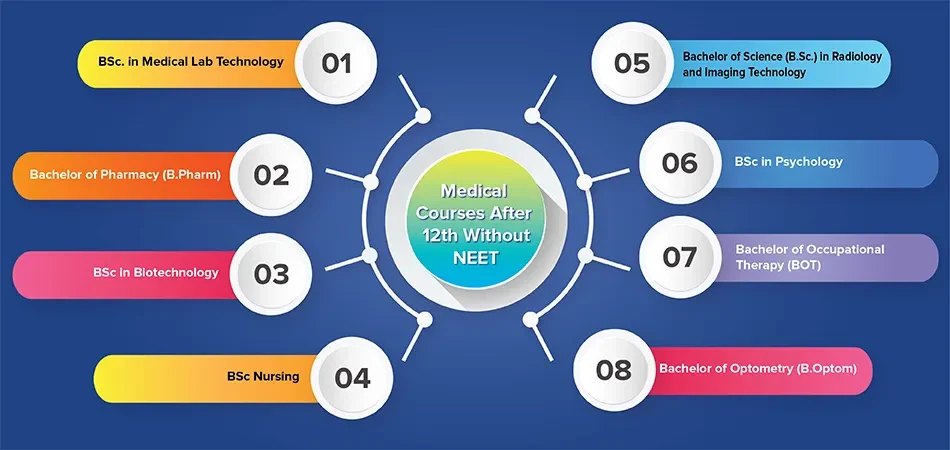 BSc. in Medical Lab Technology
01
Bachelor of Pharmacy (B.Pharm)
02
BSc in Biotechnology
03
BSc Nursing
04
Medical
Courses After
12th Without
NEET
05
Bachelor of Science (B.Sc.) in Radiology
and Imaging Technology
06
BSc in Psychology
07
Bachelor of Occupational
Therapy (BOT)
08
Bachelor of Optometry (B.Optom)